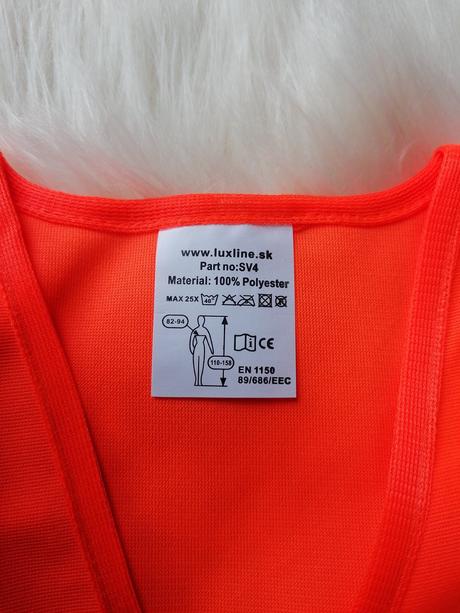 www.luxline.sk
Part no:SV4
Material: 100% Polyester
MAX 25X 40°
82-94
110-158
i CE
EN 1150
89/686/EEC